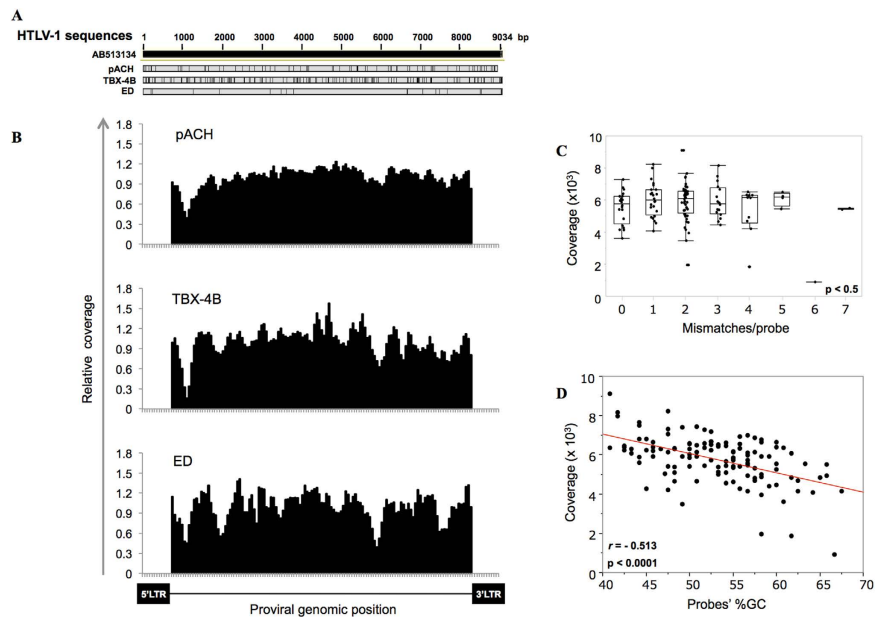 A
HTLV-1 sequences
1 1000 2000 3000 4000 5000 6000 7000 8000 9034 bp
AB513134
pACH
TBX-4B
ED
B
Relative coverage
pACH
1.8
1.5
1.2
0.9
0.6
0.3
0
TBX-4B
1.8
1.5
1.2
0.9
0.6
0.3
0
ED
1.8
1.5
1.2
0.9
0.6
0.3
0
5'LTR
3'LTR
Proviral genomic position
C
Coverage (x10³)
10
8
6
4
2
0
p < 0.5
0 1 2 3 4 5 6 7
Mismatches/probe
D
Coverage (x 10³)
10
8
6
4
2
0
r = - 0.513
p < 0.0001
40 45 50 55 60 65 70
Probes' %GC